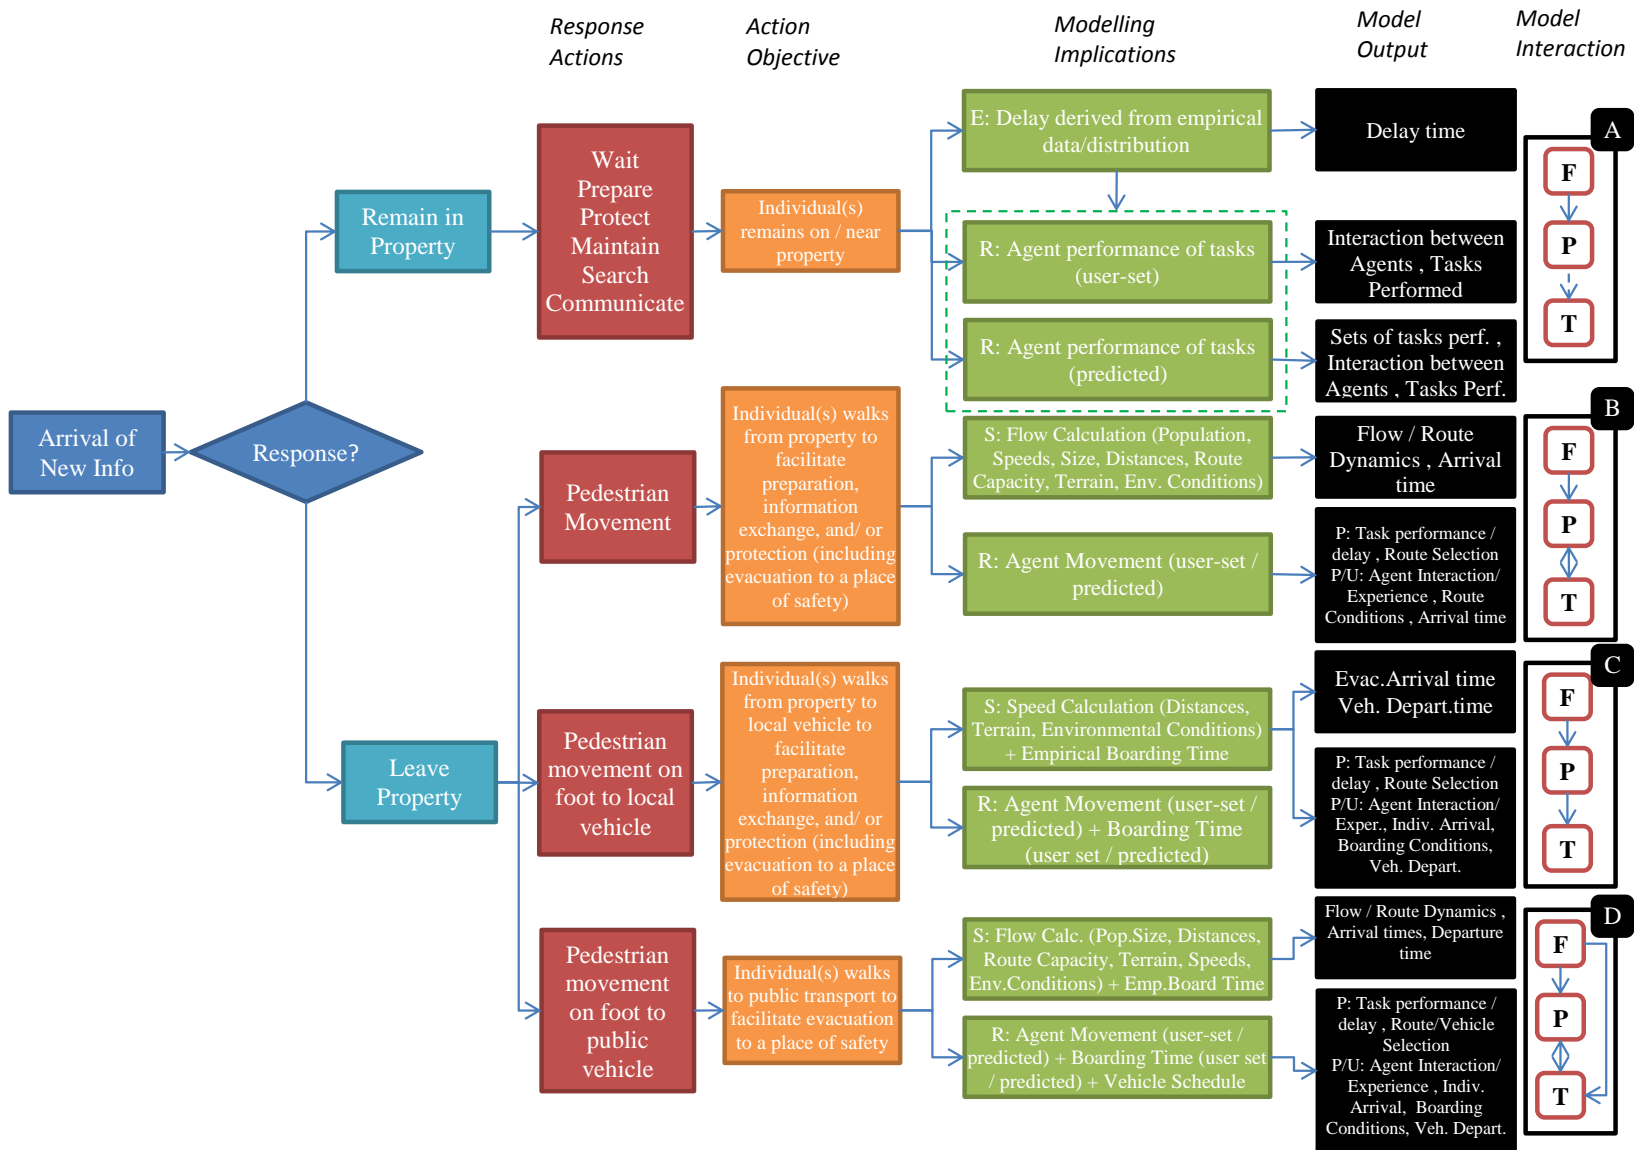 Response
Actions
Action
Objective
Modelling
Implications
Model
Output
Model
Interaction
Arrival of
New Info
Response?
Remain in
Property
Wait
Prepare
Protect
Maintain
Search
Communicate
Individual(s)
remains on / near
property
E: Delay derived from empirical
data/distribution
R: Agent performance of tasks
(user-set)
R: Agent performance of tasks
(predicted)
Delay time
Interaction between
Agents , Tasks
Performed
Sets of tasks perf. ,
Interaction between
Agents , Tasks Perf.
A
F
P
T
Leave
Property
Pedestrian
Movement
Individual(s) walks
from property to
facilitate
preparation,
information
exchange, and/ or
protection (including
evacuation to a place
of safety)
S: Flow Calculation (Population,
Speeds, Size, Distances, Route
Capacity, Terrain, Env. Conditions)
R: Agent Movement (user-set /
predicted)
Flow / Route
Dynamics , Arrival
time
P: Task performance /
delay , Route Selection
P/U: Agent Interaction/
Experience , Route
Conditions , Arrival time
B
F
P
T
Pedestrian
movement on
foot to local
vehicle
Individual(s) walks
from property to
local vehicle to
facilitate
preparation,
information
exchange, and/ or
protection (including
evacuation to a place
of safety)
S: Speed Calculation (Distances,
Terrain, Environmental Conditions)
+ Empirical Boarding Time
R: Agent Movement (user-set /
predicted) + Boarding Time
(user set / predicted)
Evac.Arrival time
Veh. Depart.time
P: Task performance /
delay , Route Selection
P/U: Agent Interaction/
Exper., Indiv. Arrival,
Boarding Conditions,
Veh. Depart.
C
F
P
T
Pedestrian
movement
on foot to
public
vehicle
Individual(s) walks
to public transport to
facilitate evacuation
to a place of safety
S: Flow Calc. (Pop.Size, Distances,
Route Capacity, Terrain, Speeds,
Env.Conditions) + Emp.Board Time
R: Agent Movement (user-set /
predicted) + Boarding Time (user set
/ predicted) + Vehicle Schedule
Flow / Route Dynamics ,
Arrival times, Departure
time
P: Task performance /
delay , Route/Vehicle
Selection
P/U: Agent Interaction/
Experience , Indiv.
Arrival, Boarding
Conditions, Veh. Depart.
D
F
P
T